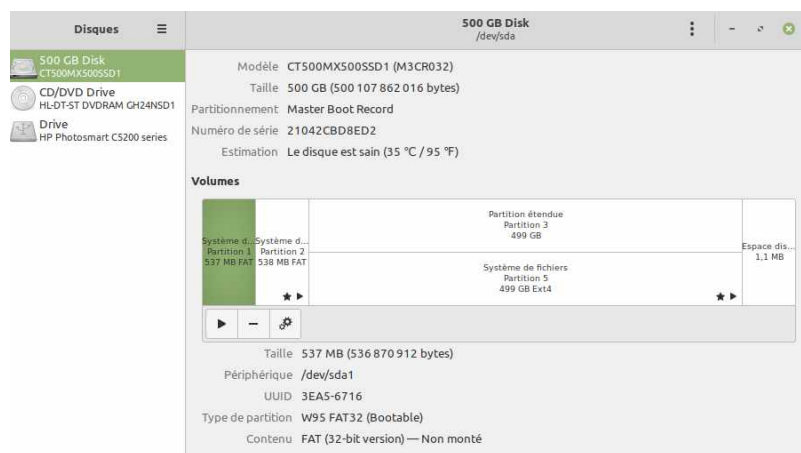 Disques
500 GB Disk
/dev/sda
500 GB Disk
CT500MX500SSD1
CD/DVD Drive
HL-DT-ST DVDRAM GH24NSD1
Drive
HP Photosmart C5200 series
Modèle CT500MX500SSD1 (M3CR032)
Taille 500 GB (500 107 862 016 bytes)
Partitionnement Master Boot Record
Numéro de série 21042CBD8ED2
Estimation Le disque est sain (35 °C / 95 °F)
Volumes
Système d...
Partition 1
537 MB FAT
Système d...
Partition 2
538 MB FAT
Partition étendue
Partition 3
499 GB
Système de fichiers
Partition 5
499 GB Ext4
Espace dis...
1,1 MB
Taille 537 MB (536 870 912 bytes)
Périphérique /dev/sda1
UUID 3EA5-6716
Type de partition W95 FAT32 (Bootable)
Contenu FAT (32-bit version) — Non monté